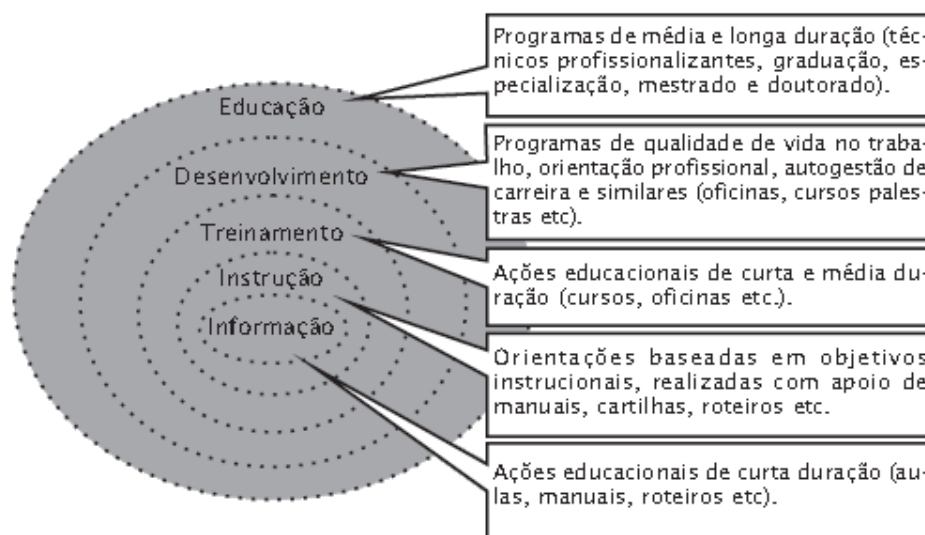 Educação
Desenvolvimento
Treinamento
Instrução
Informação
Programas de média e longa duração (téc-
nicos profissionalizantes, graduação, es-
pecialização, mestrado e doutorado).
Programas de qualidade de vida no traba-
lho, orientação profissional, autogestão de
carreira e similares (oficinas, cursos pales-
tras etc).
Ações educacionais de curta e média du-
ração (cursos, oficinas etc.).
Orientações baseadas em objetivos
instrucionais, realizadas com apoio de
manuais, cartilhas, roteiros etc.
Ações educacionais de curta duração (au-
las, manuais, roteiros etc).